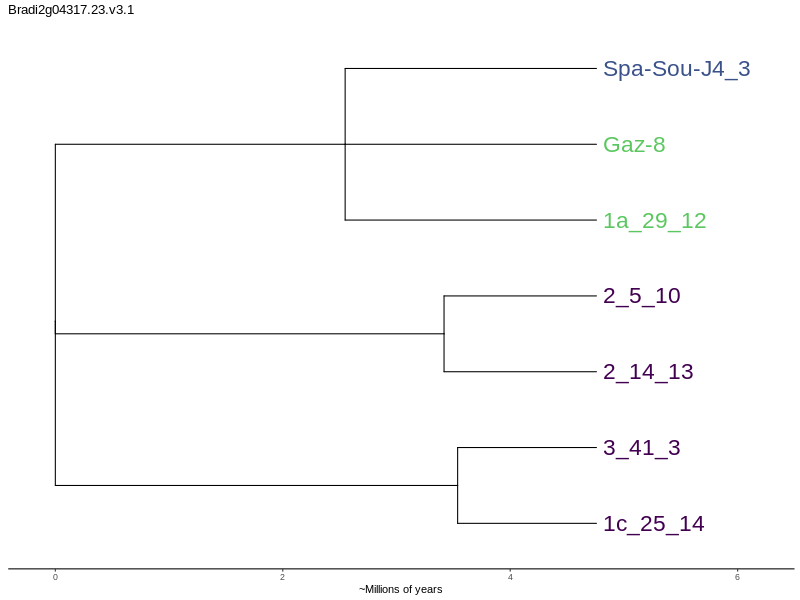 Bradi2g04317.23.v3.1
Spa-Sou-J4_3
Gaz-8
1a_29_12
2_5_10
2_14_13
3_41_3
1c_25_14
0 2 4 6
~Millions of years